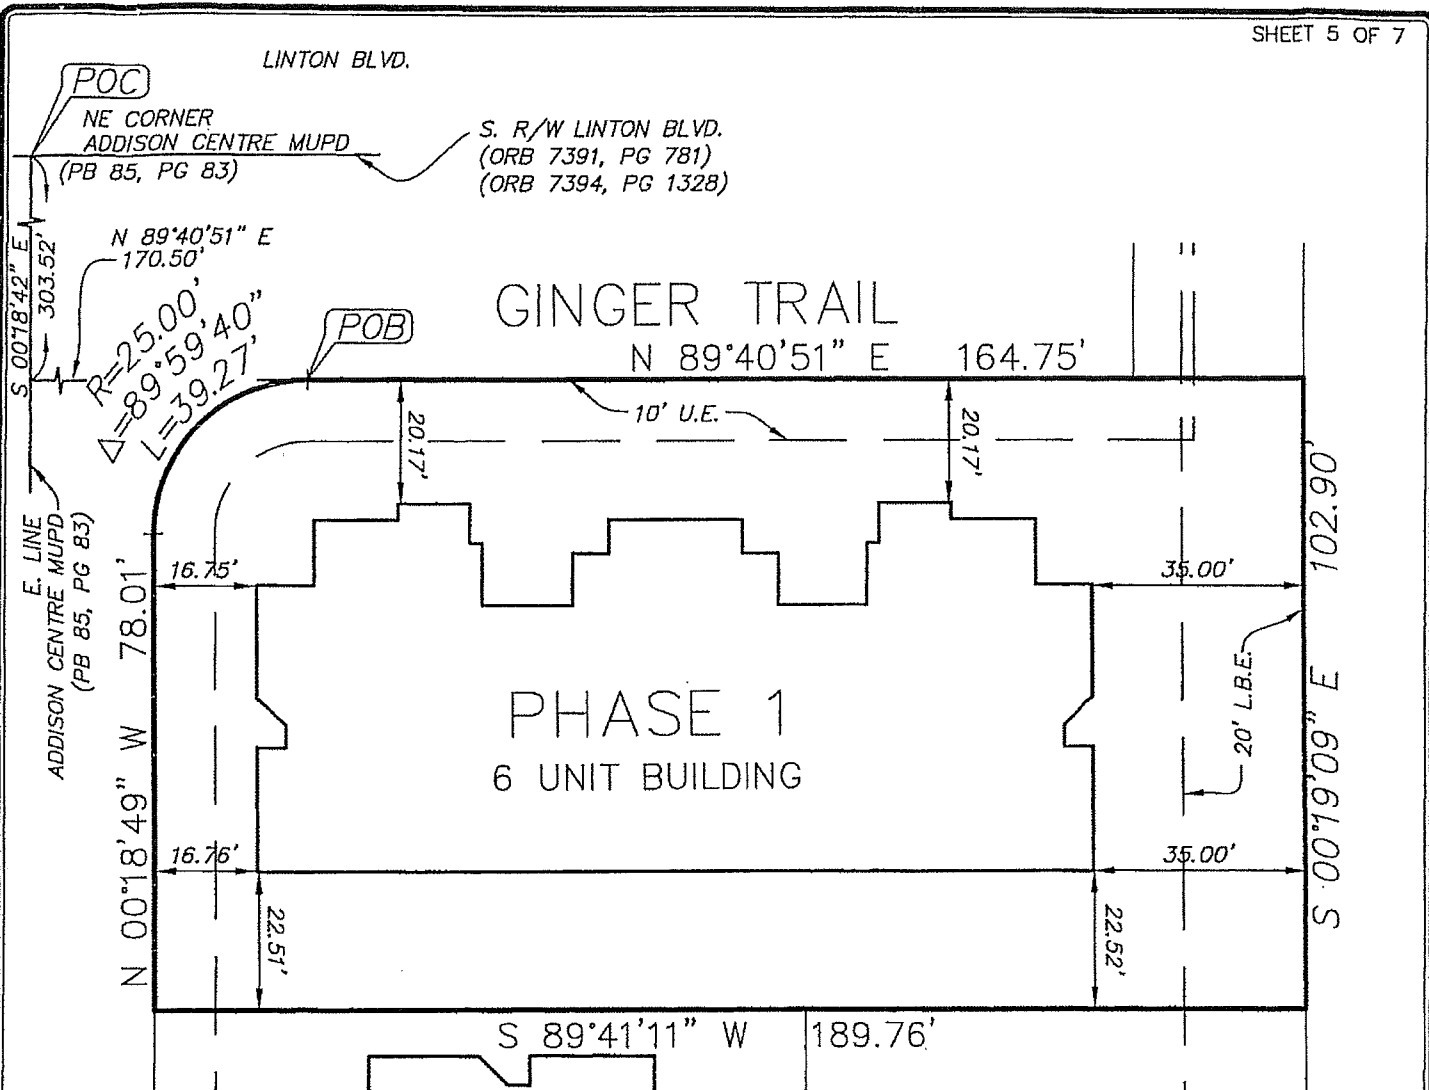 SHEET 5 OF 7
LINTON BLVD.
POC
NE CORNER
ADDISON CENTRE MUPD
(PB 85, PG 83)
S. R/W LINTON BLVD.
(ORB 7391, PG 781)
(ORB 7394, PG 1328)
S 00°18'42" E
303.52'
N 89°40'51" E
170.50'
R=25.00'
Δ=89°59'40"
L=39.27'
POB
GINGER TRAIL
N 89°40'51" E 164.75'
10' U.E.
20.17'
20.17'
E. LINE
ADDISON CENTRE MUPD
(PB 85, PG 83)
N 00°18'49" W 78.01'
16.75'
35.00'
S 00°19'09" E 102.90'
20' L.B.E.
PHASE 1
6 UNIT BUILDING
16.76'
35.00'
22.51'
22.52'
S 89°41'11" W 189.76'